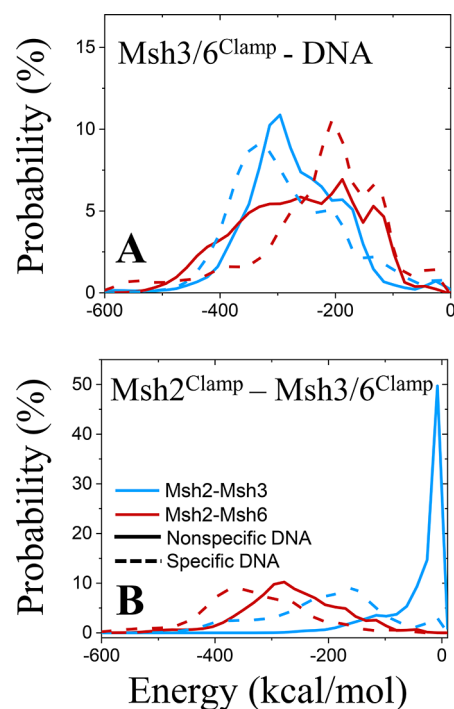 Msh3/6Clamp - DNA
Probability (%)
15
10
5
0
A
-600
-400
-200
0
Msh2Clamp – Msh3/6Clamp
Probability (%)
50
40
30
20
10
0
Msh2-Msh3
Msh2-Msh6
Nonspecific DNA
Specific DNA
B
-600
-400
-200
0
Energy (kcal/mol)